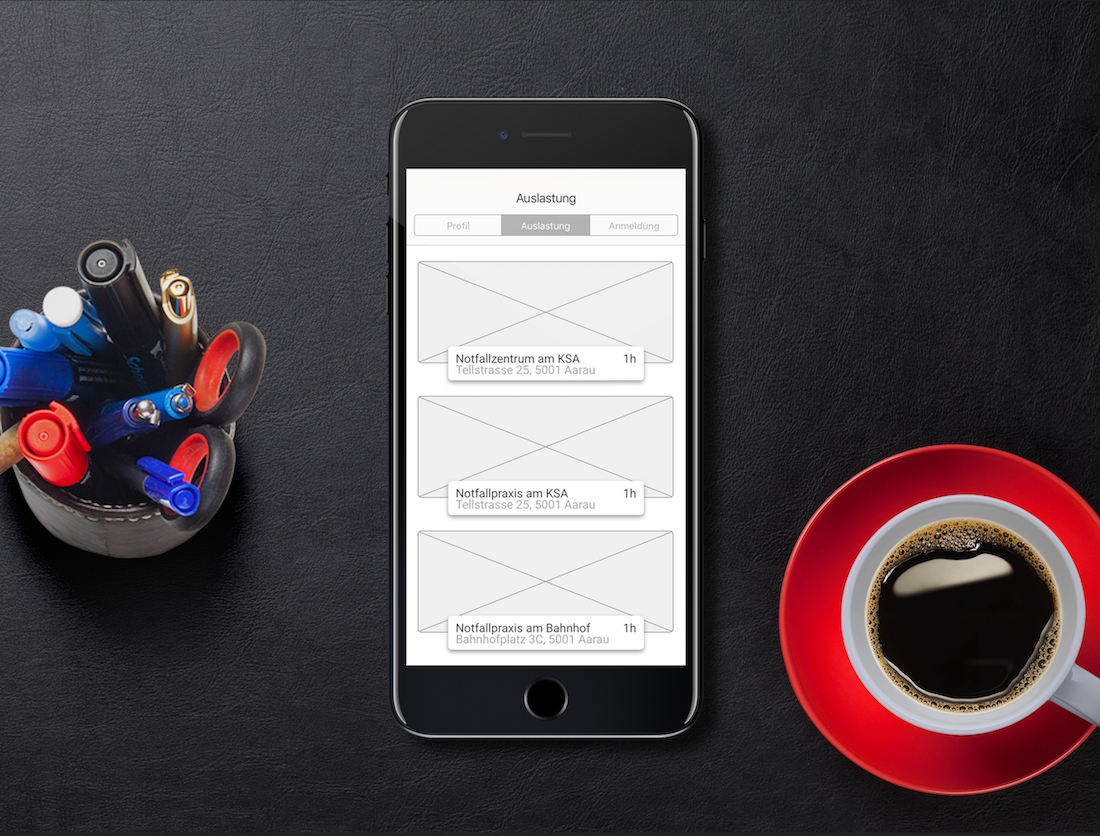 Auslastung
Profil Auslastung Anmeldung
Notfallzentrum am KSA 1h
Tellstrasse 25, 5001 Aarau
Notfallpraxis am KSA 1h
Tellstrasse 25, 5001 Aarau
Notfallpraxis am Bahnhof 1h
Bahnhofplatz 3C, 5001 Aarau